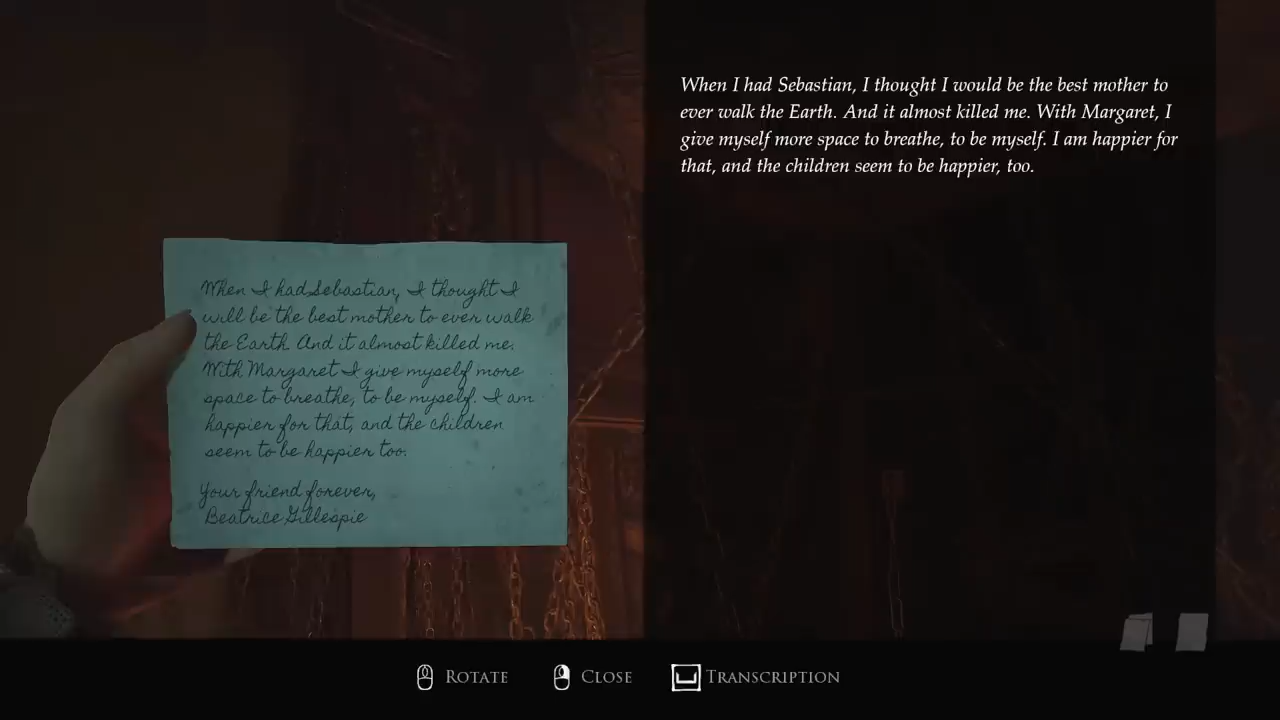 When I had Sebastian, I thought I
will be the best mother to ever walk
the Earth. And it almost killed me.
With Margaret I give myself more
space to breathe, to be myself. I am
happier for that, and the children
seem to be happier too.
Your friend forever,
Beatrice Gillespie
When I had Sebastian, I thought I would be the best mother to
ever walk the Earth. And it almost killed me. With Margaret, I
give myself more space to breathe, to be myself. I am happier for
that, and the children seem to be happier, too.
ROTATE CLOSE TRANSCRIPTION